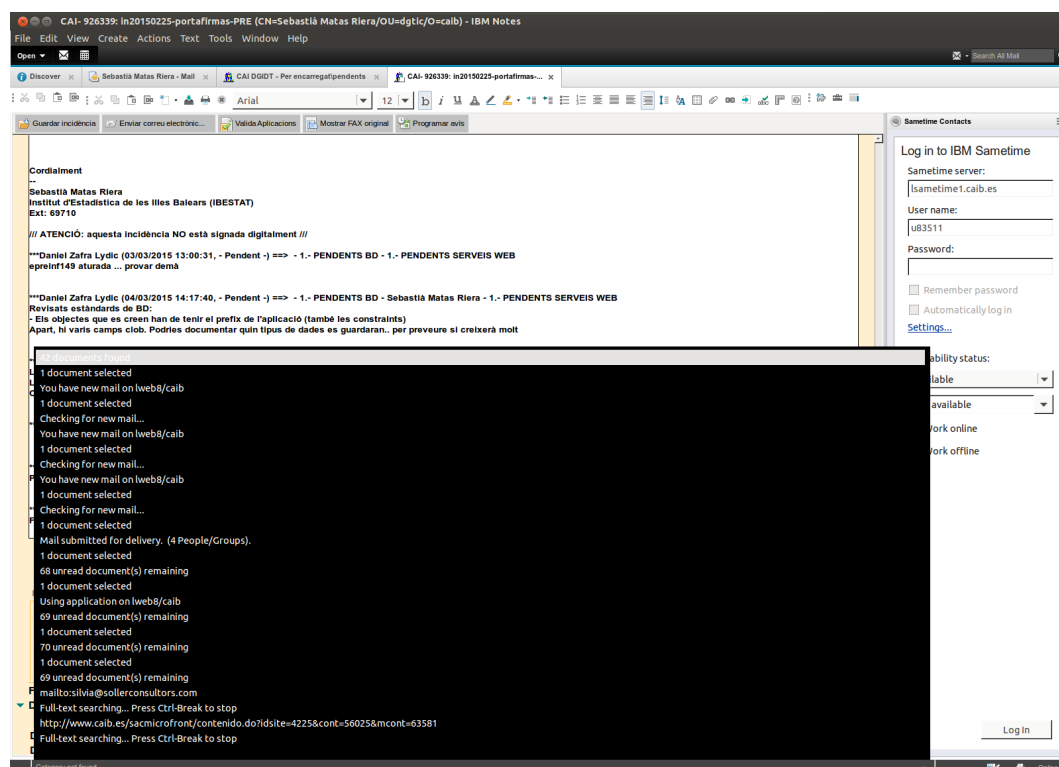 CAI- 926339: in20150225-portafirmas-PRE (CN=Sebastià Matas Riera/OU=dgtic/O=caib) - IBM Notes
File Edit View Create Actions Text Tools Window Help
Open
Search All Mail
Discover
Sebastià Matas Riera - Mail
CAI DGIDT - Per encarregat\pendents
CAI- 926339: in20150225-portafirmas-...
Arial
12
b i U A
Guardar incidència
Enviar correu electrònic...
Valida Aplicacions
Mostrar FAX original
Programar avís
Sametime Contacts
Cordialment
--
Sebastià Matas Riera
Institut d'Estadística de les Illes Balears (IBESTAT)
Ext: 69710
/// ATENCIÓ: aquesta incidència NO està signada digitalment ///
***Daniel Zafra Lydic (03/03/2015 13:00:31, - Pendent -) ==> - 1.- PENDENTS BD - 1.- PENDENTS SERVEIS WEB
epreinf149 aturada ... provar demà
***Daniel Zafra Lydic (04/03/2015 14:17:40, - Pendent -) ==> - 1.- PENDENTS BD - Sebastià Matas Riera - 1.- PENDENTS SERVEIS WEB
Revisats estàndards de BD:
- Els objectes que es creen han de tenir el prefix de l'aplicació (també les constraints)
Apart, hi varis camps clob. Podries documentar quin tipus de dades es guardaran.. per preveure si creixerà molt
42 documents found
1 document selected
You have new mail on lweb8/caib
1 document selected
Checking for new mail...
You have new mail on lweb8/caib
1 document selected
Checking for new mail...
You have new mail on lweb8/caib
1 document selected
Checking for new mail...
1 document selected
Mail submitted for delivery. (4 People/Groups).
1 document selected
68 unread document(s) remaining
1 document selected
Using application on lweb8/caib
69 unread document(s) remaining
1 document selected
70 unread document(s) remaining
1 document selected
69 unread document(s) remaining
mailto:silvia@sollerconsultors.com
Full-text searching... Press Ctrl-Break to stop
http://www.caib.es/sacmicrofront/contenido.do?idsite=4225&cont=56025&mcont=63581
Full-text searching... Press Ctrl-Break to stop
Log in to IBM Sametime
Sametime server:
lsametime1.caib.es
User name:
u83511
Password:
Remember password
Automatically log in
Settings...
ability status:
lable
available
Work online
Work offline
Log In